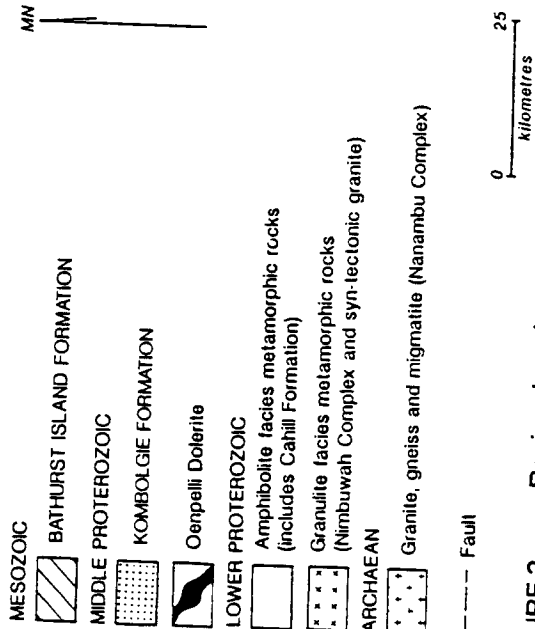 MN
MESOZOIC
BATHURST ISLAND FORMATION
MIDDLE PROTEROZOIC
KOMBOLGIE FORMATION
Oenpelli Dolerite
LOWER PROTEROZOIC
Amphibolite facies metamorphic rocks
(includes Cahill Formation)
Granulite facies metamorphic rocks
(Nimbuwah Complex and syn-tectonic granite)
ARCHAEAN
Granite, gneiss and migmatite (Nanambu Complex)
Fault
0 25
kilometres